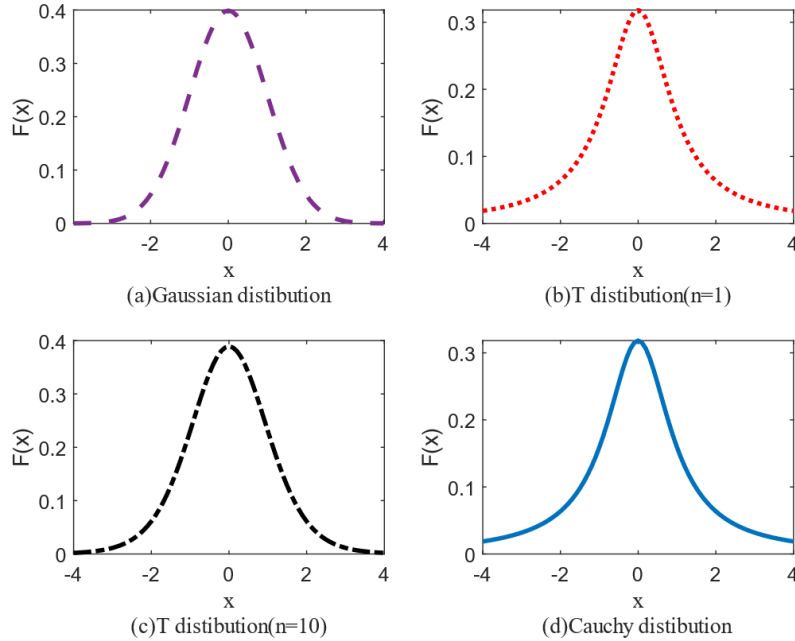 0.4
0.3
0.2
0.1
0
F(x)
-2 0 2 4
x
(a)Gaussian distibution
0.3
0.2
0.1
0
F(x)
-4 -2 0 2 4
x
(b)T distibution(n=1)
0.4
0.3
0.2
0.1
0
F(x)
-4 -2 0 2 4
x
(c)T distibution(n=10)
0.3
0.2
0.1
0
F(x)
-4 -2 0 2 4
x
(d)Cauchy distibution